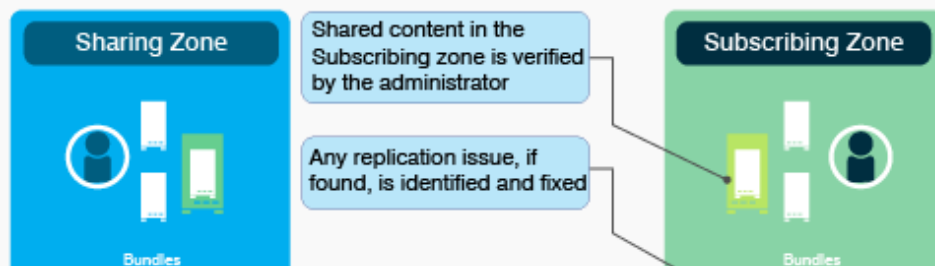 Sharing Zone
Shared content in the
Subscribing zone is verified
by the administrator
Subscribing Zone
Any replication issue, if
found, is identified and fixed
Bundles
Bundles